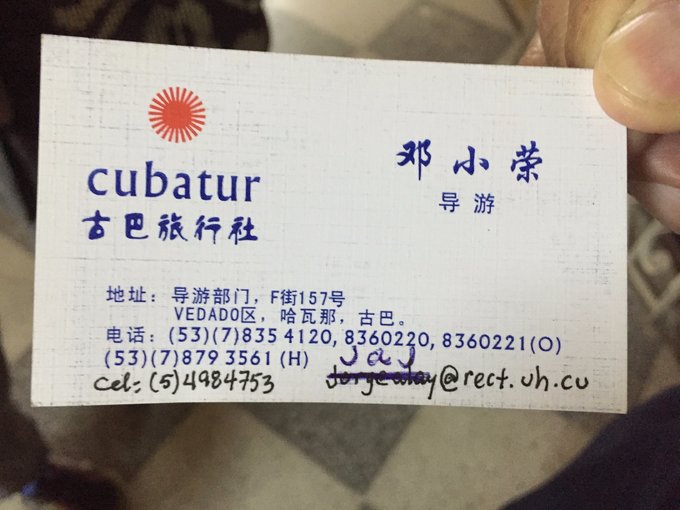 cubatur
古巴旅行社
邓小荣
导游
地址：导游部门，F街157号
VEDADO区，哈瓦那，古巴。
电话：(53)(7)835 4120, 8360220, 8360221(O)
(53)(7)879 3561 (H)
Cel: (5)4984753
jaj
jorgealay@rect.uh.cu